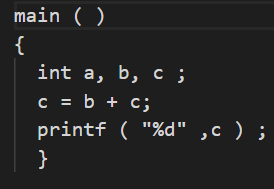 main ( )
{
int a, b, c ;
c = b + c;
printf ( "%d" ,c ) ;
}